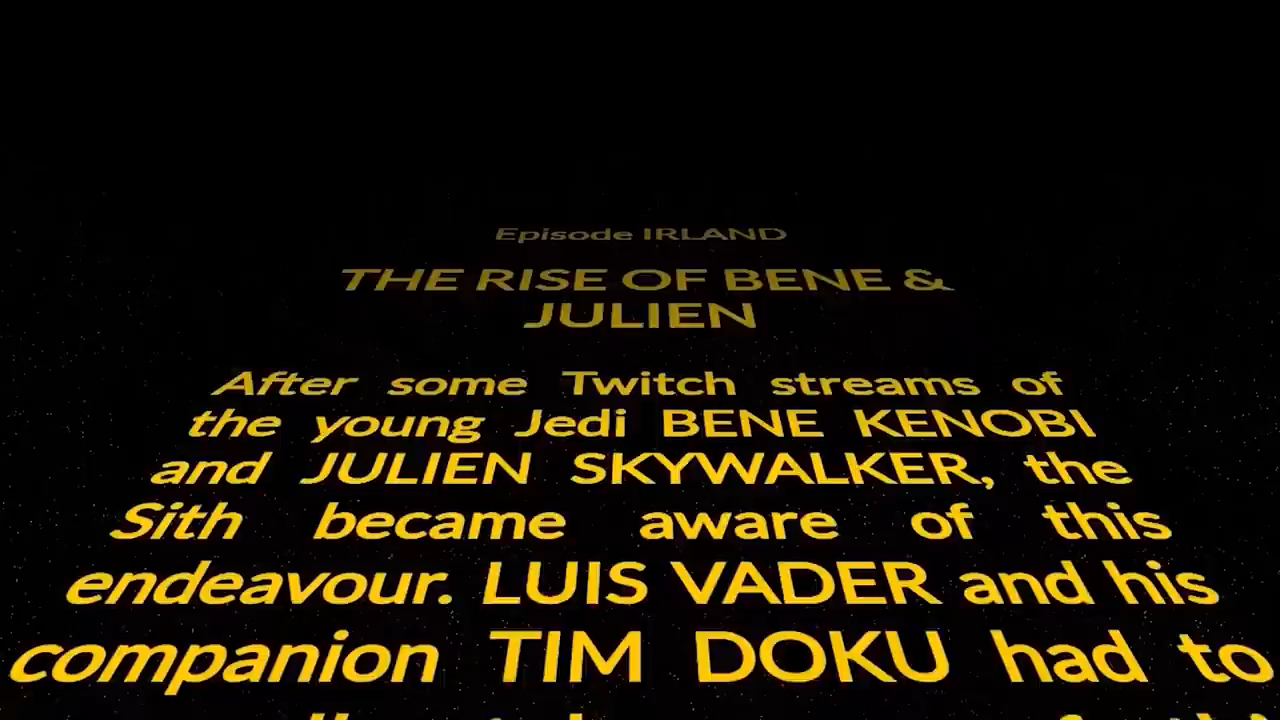 Episode IRLAND
THE RISE OF BENE &
JULIEN
After some Twitch streams of
the young Jedi BENE KENOBI
and JULIEN SKYWALKER, the
Sith became aware of this
endeavour. LUIS VADER and his
companion TIM DOKU had to